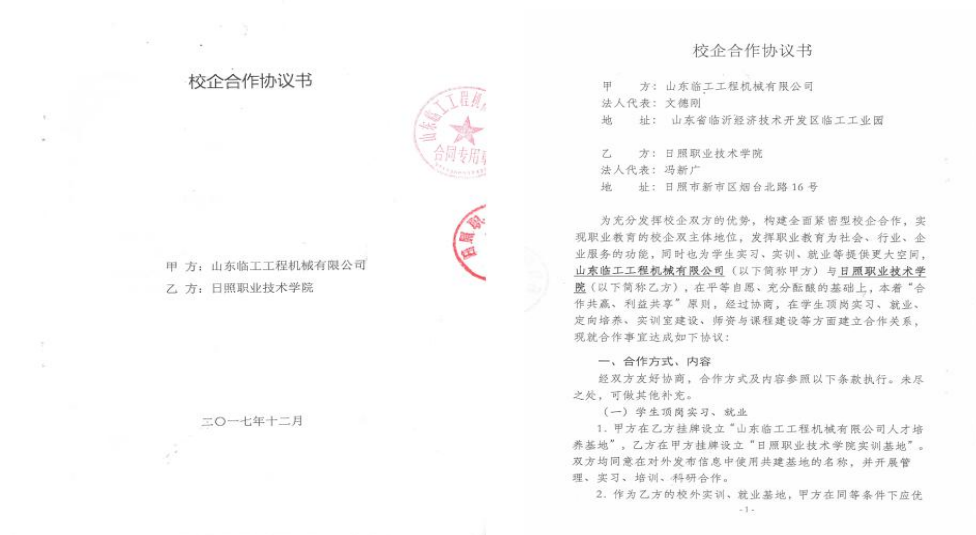 校企合作协议书
山东临工工程机
合同专用章
日照
甲 方：山东临工工程机械有限公司
乙 方：日照职业技术学院
二〇一七年十二月
校企合作协议书
甲 方：山东临工工程机械有限公司
法人代表：文德刚
地 址： 山东省临沂经济技术开发区临工工业园
乙 方：日照职业技术学院
法人代表：冯新广
地 址：日照市新市区烟台北路 16 号
为充分发挥校企双方的优势，构建全面紧密型校企合作，实
现职业教育的校企双主体地位，发挥职业教育为社会、行业、企
业服务的功能，同时也为学生实习、实训、就业等提供更大空间，
山东临工工程机械有限公司（以下简称甲方）与日照职业技术学
院（以下简称乙方），在平等自愿、充分酝酿的基础上，本着“合
作共赢、利益共享”原则，经过协商，在学生顶岗实习、就业、
定向培养、实训室建设、师资与课程建设等方面建立合作关系，
现就合作事宜达成如下协议：
一、合作方式、内容
经双方友好协商，合作方式及内容参照以下条款执行。未尽
之处，可做其他补充。
（一）学生顶岗实习、就业
1. 甲方在乙方挂牌设立“山东临工工程机械有限公司人才培
养基地”，乙方在甲方挂牌设立“日照职业技术学院实训基地”。
双方均同意在对外发布信息中使用共建基地的名称，并开展管
理、实习、培训、科研合作。
2. 作为乙方的校外实训、就业基地，甲方在同等条件下应优
-1-